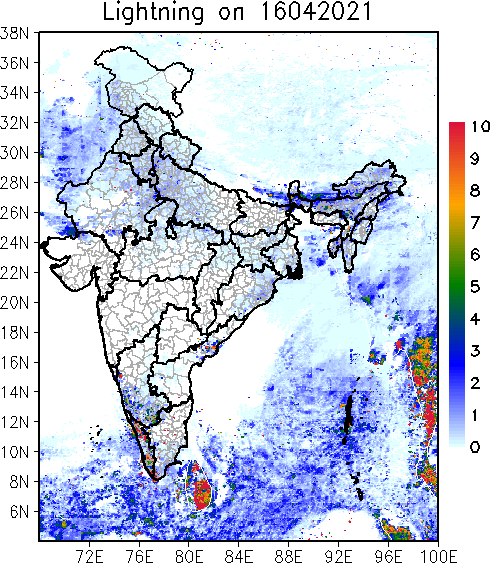 Lightning on 16042021
38N
36N
34N
32N
30N
28N
26N
24N
22N
20N
18N
16N
14N
12N
10N
8N
6N
72E 76E 80E 84E 88E 92E 96E 100E
10
9
8
7
6
5
4
3
2
1
0